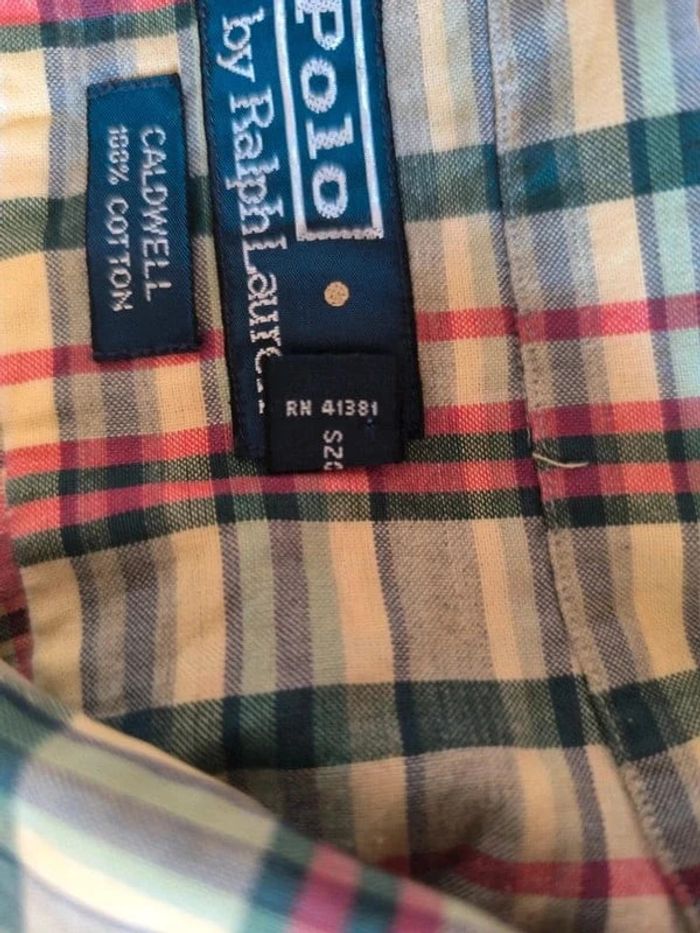 Polo
by Ralph Lauren
CALDWELL
100% COTTON
RN 41381